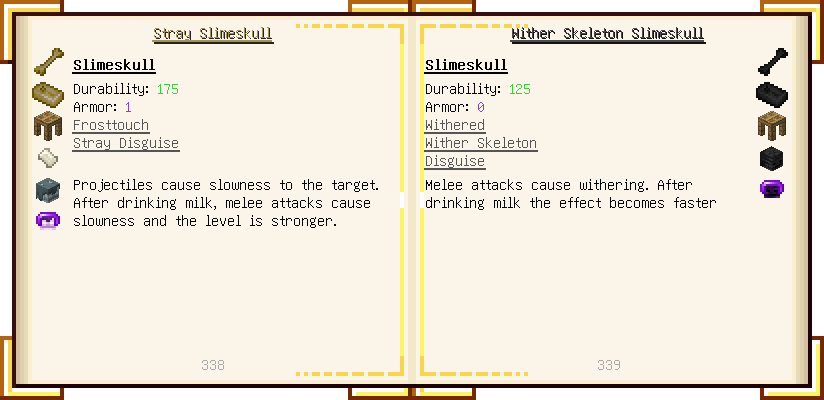 Stray Slimeskull
Slimeskull
Durability: 175
Armor: 1
Frosttouch
Stray Disguise
Projectiles cause slowness to the target.
After drinking milk, melee attacks cause
slowness and the level is stronger.
338
Wither Skeleton Slimeskull
Slimeskull
Durability: 125
Armor: 0
Withered
Wither Skeleton
Disguise
Melee attacks cause withering. After
drinking milk the effect becomes faster
339